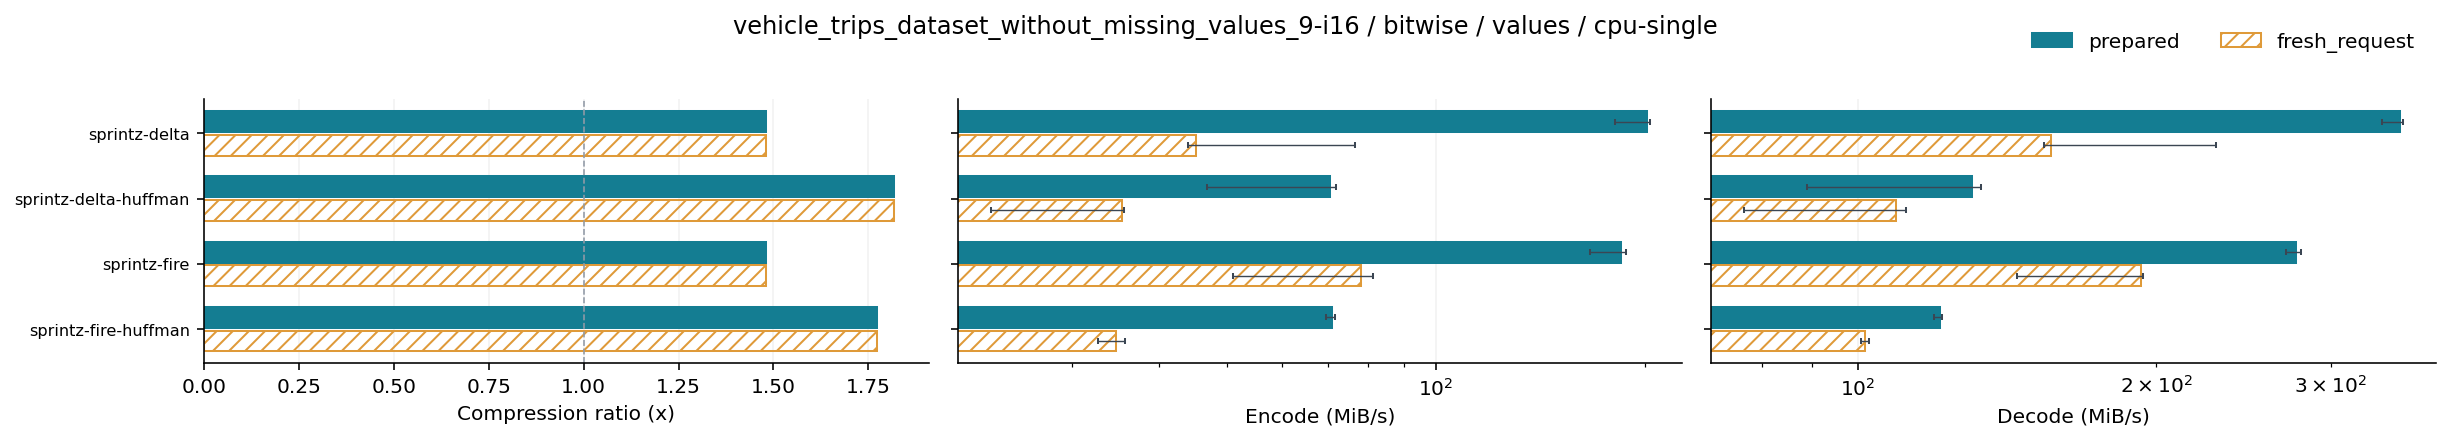 vehicle_trips_dataset_without_missing_values_9-i16 / bitwise / values / cpu-single
prepared
fresh_request
sprintz-delta
sprintz-delta-huffman
sprintz-fire
sprintz-fire-huffman
0.00 0.25 0.50 0.75 1.00 1.25 1.50 1.75
Compression ratio (x)
10²
Encode (MiB/s)
10² 2 × 10² 3 × 10²
Decode (MiB/s)